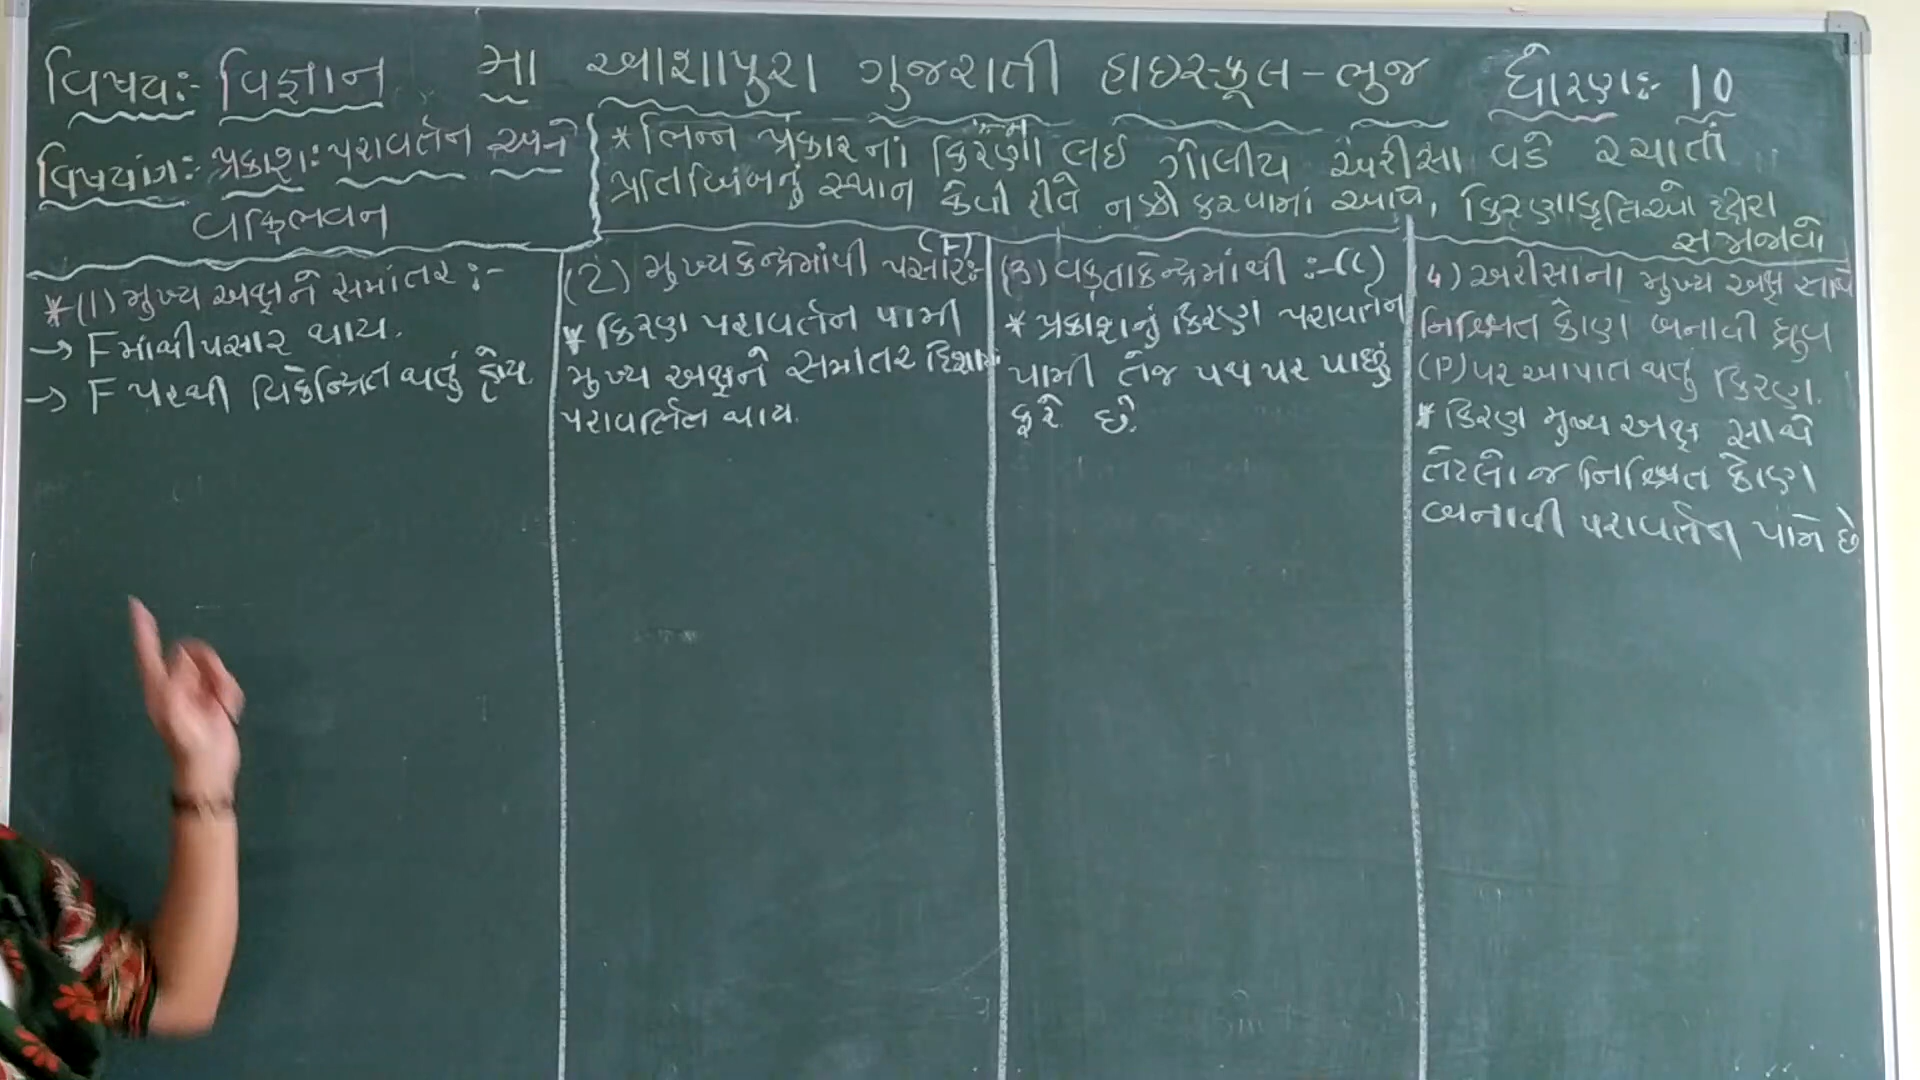 વિષય:- વિજ્ઞાન મા આશાપુરા ગુજરાતી હાઇસ્કૂલ - ભુજ ધોરણ:- 10
વિષયાંગ:- પ્રકાશ: પરાવર્તન અને
વક્રિભવન
* ભિન્ન પ્રકારનાં કિરણો લઈ ગોલીય અરીસા વડે રચાતાં
પ્રતિબિંબનું સ્થાન કેવી રીતે નક્કી કરવામાં આવે, કિરણાકૃતિઓ દ્વારા
સમજાવો
* (1) મુખ્ય અક્ષને સમાંતર :-
→ F માંથી પસાર થાય.
→ F પરથી વિકેન્દ્રિત થતું હોય
(2) મુખ્યકેન્દ્રમાંથી (F) પસાર:-
* કિરણ પરાવર્તન પામી
મુખ્ય અક્ષને સમાંતર દિશામાં
પરાવર્તિત થાય.
(3) વક્રતાકેન્દ્રમાંથી :- (C)
* પ્રકાશનું કિરણ પરાવર્તન
પામી તેજ પથ પર પાછું
ફરે છે.
4) અરીસાના મુખ્ય અક્ષ સાથે
નિશ્ચિત કોણ બનાવી ધ્રુવ
(P) પર આપાત થતું કિરણ.
* કિરણ મુખ્ય અક્ષ સાથે
તેટલો જ નિશ્ચિત કોણ
બનાવી પરાવર્તન પામે છે